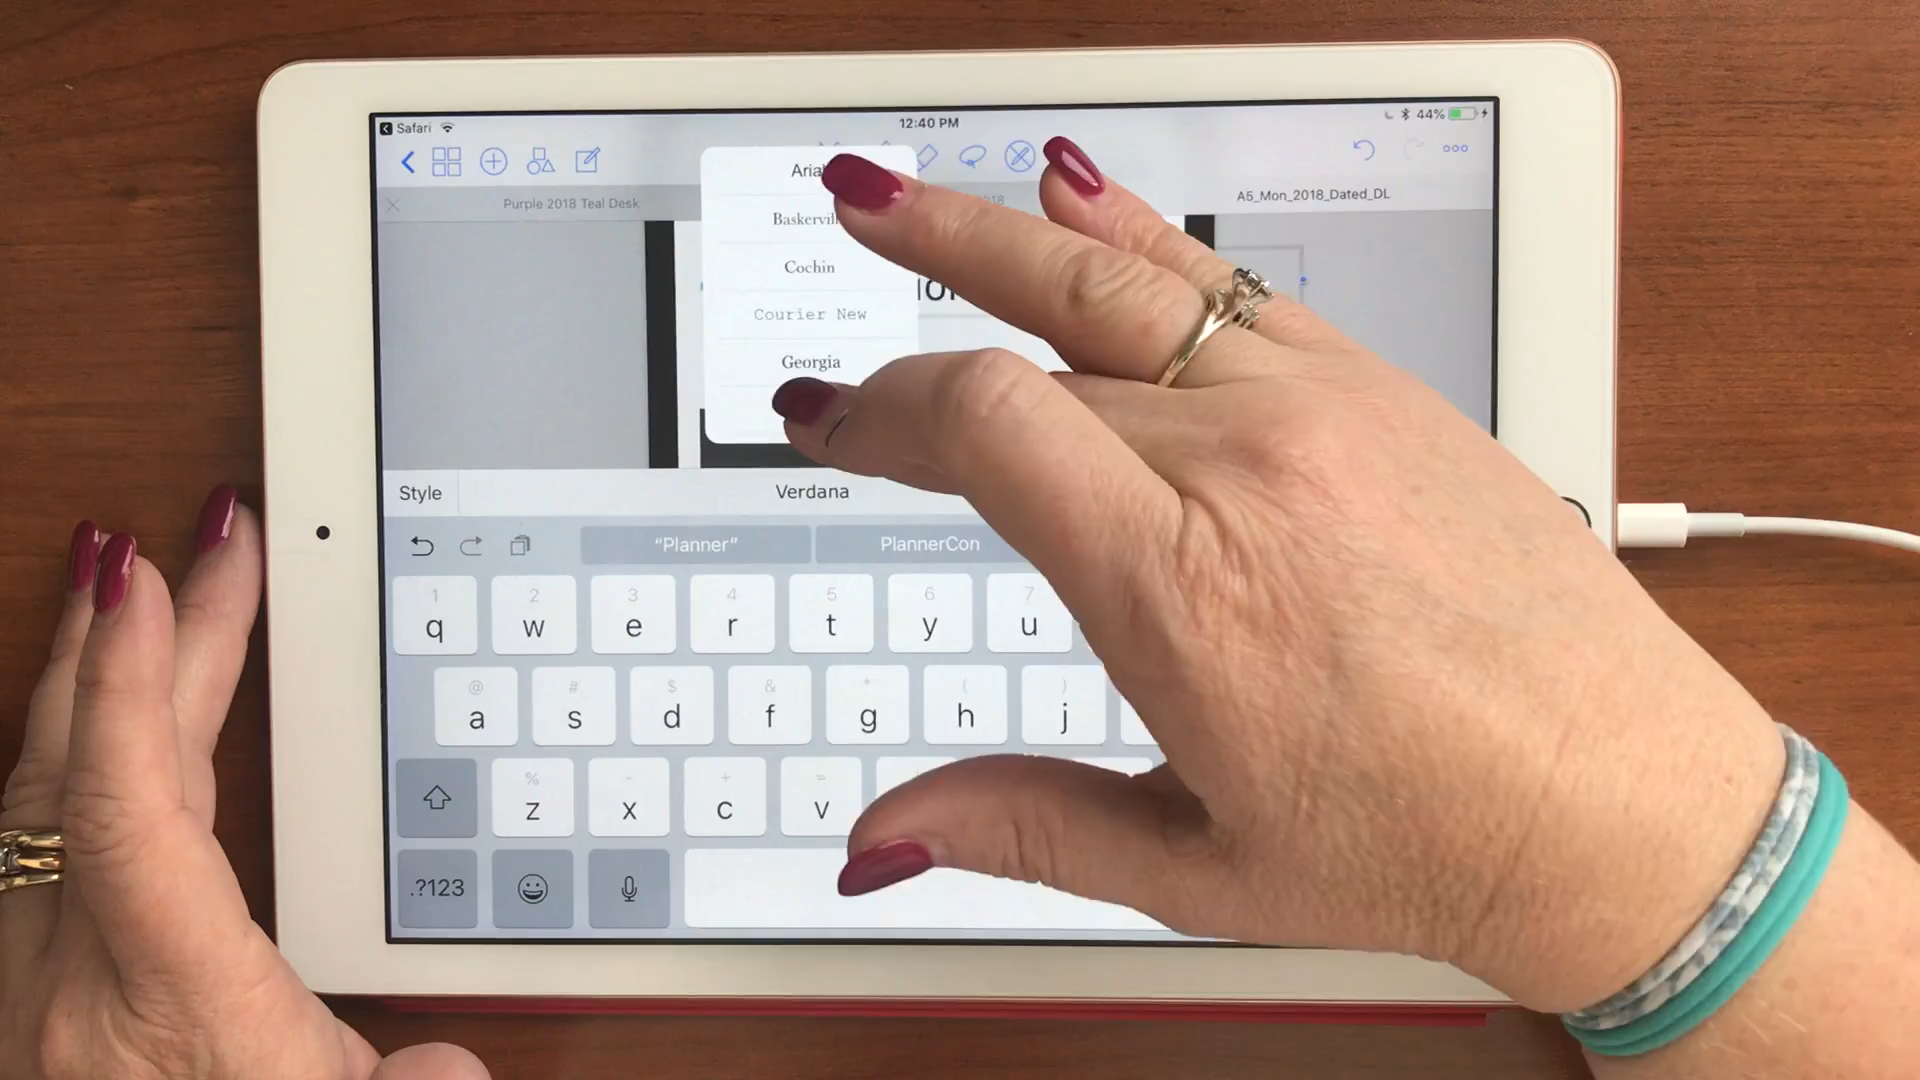 Safari 12:40 PM 44%
Purple 2018 Teal Desk 2018 A5_Mon_2018_Dated_DL
Arial
Baskervil
Cochin
Courier New
Georgia
Style Verdana
“Planner” PlannerCon
1 2 3 4 5 6 7
q w e r t y u
@ # $ & * ( )
a s d f g h j
% - + =
z x c v
.?123